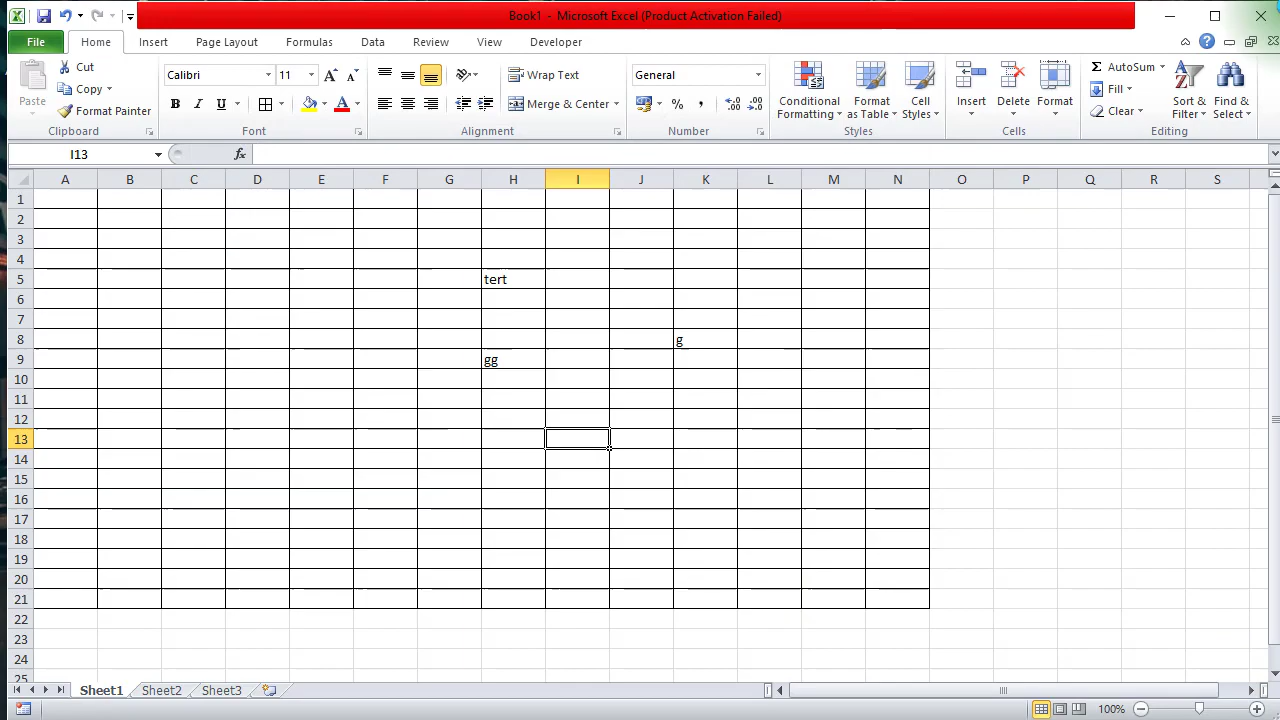 Book1 - Microsoft Excel (Product Activation Failed)
File Home Insert Page Layout Formulas Data Review View Developer
Cut Calibri 11 Wrap Text General AutoSum
Paste Copy Fill
Format Painter B I U Merge & Center % , Conditional Formatting Format as Table Cell Styles Insert Delete Format Clear Sort & Filter Find & Select
Clipboard Font Alignment Number Styles Cells Editing
I13 fx
A B C D E F G H I J K L M N O P Q R S
1
2
3
4
5 tert
6
7
8 g
9 gg
10
11
12
13
14
15
16
17
18
19
20
21
22
23
24
25
Sheet1 Sheet2 Sheet3
100%